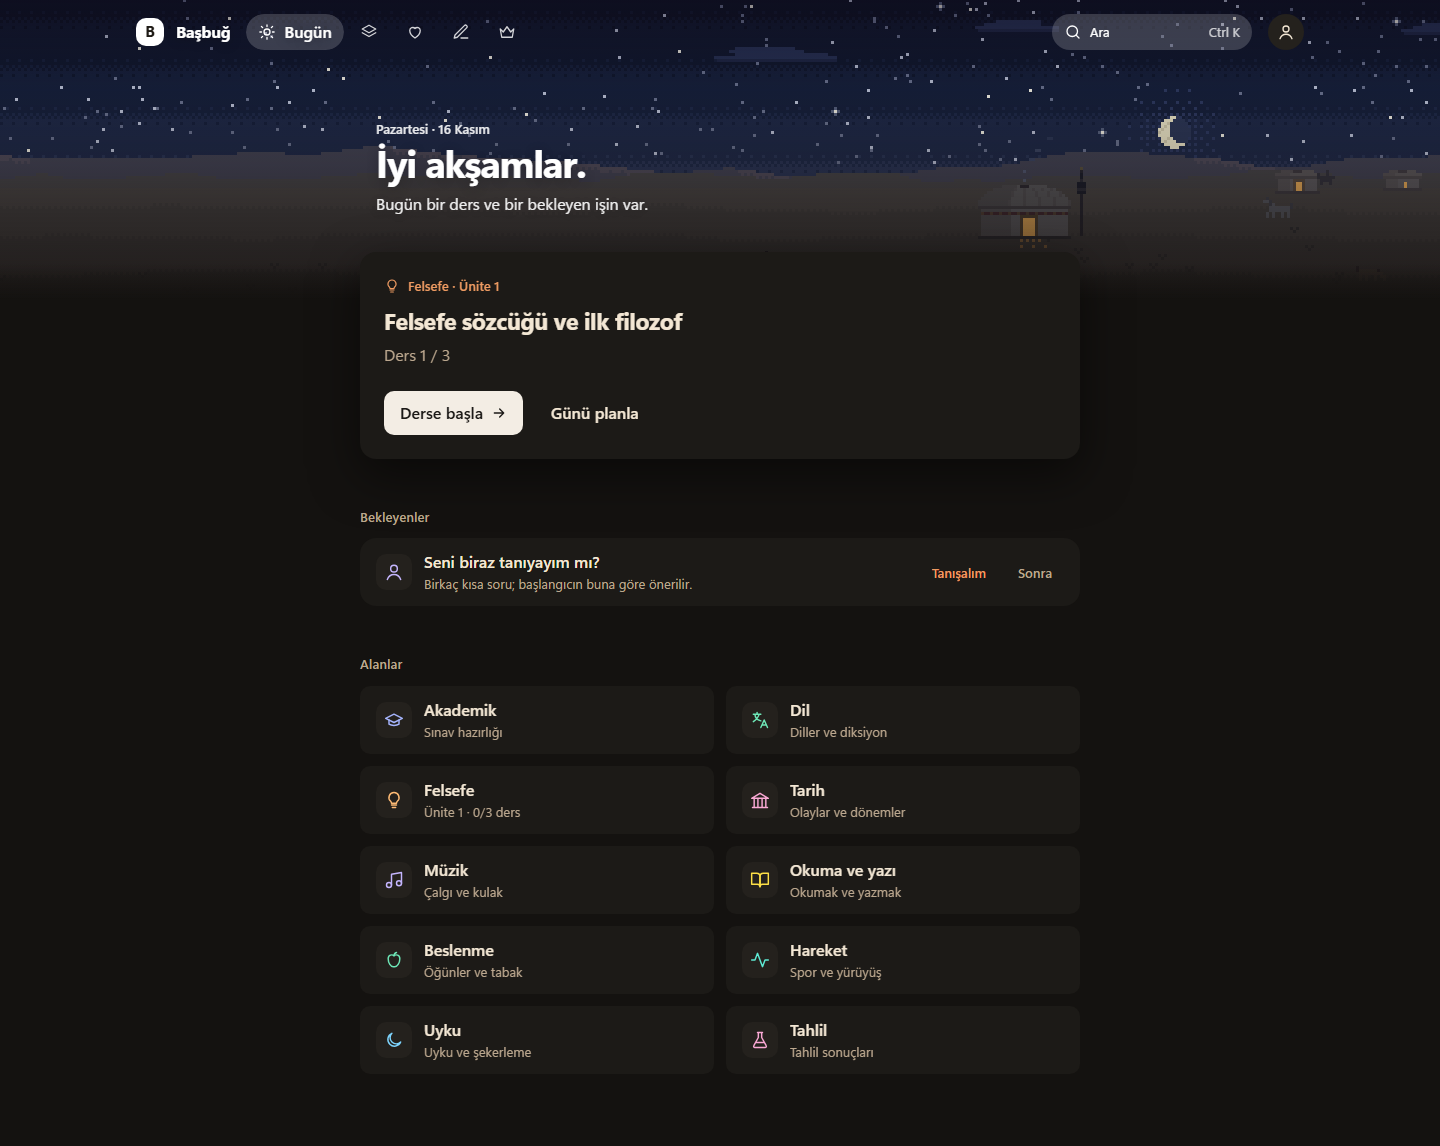 B Başbuğ Bugün Ara Ctrl K
Pazartesi · 16 Kasım
İyi akşamlar.
Bugün bir ders ve bir bekleyen işin var.
Felsefe · Ünite 1
Felsefe sözcüğü ve ilk filozof
Ders 1 / 3
Derse başla Günü planla
Bekleyenler
Seni biraz tanıyayım mı?
Birkaç kısa soru; başlangıcın buna göre önerilir.
Tanışalım Sonra
Alanlar
Akademik
Sınav hazırlığı
Dil
Diller ve diksiyon
Felsefe
Ünite 1 · 0/3 ders
Tarih
Olaylar ve dönemler
Müzik
Çalgı ve kulak
Okuma ve yazı
Okumak ve yazmak
Beslenme
Öğünler ve tabak
Hareket
Spor ve yürüyüş
Uyku
Uyku ve şekerleme
Tahlil
Tahlil sonuçları